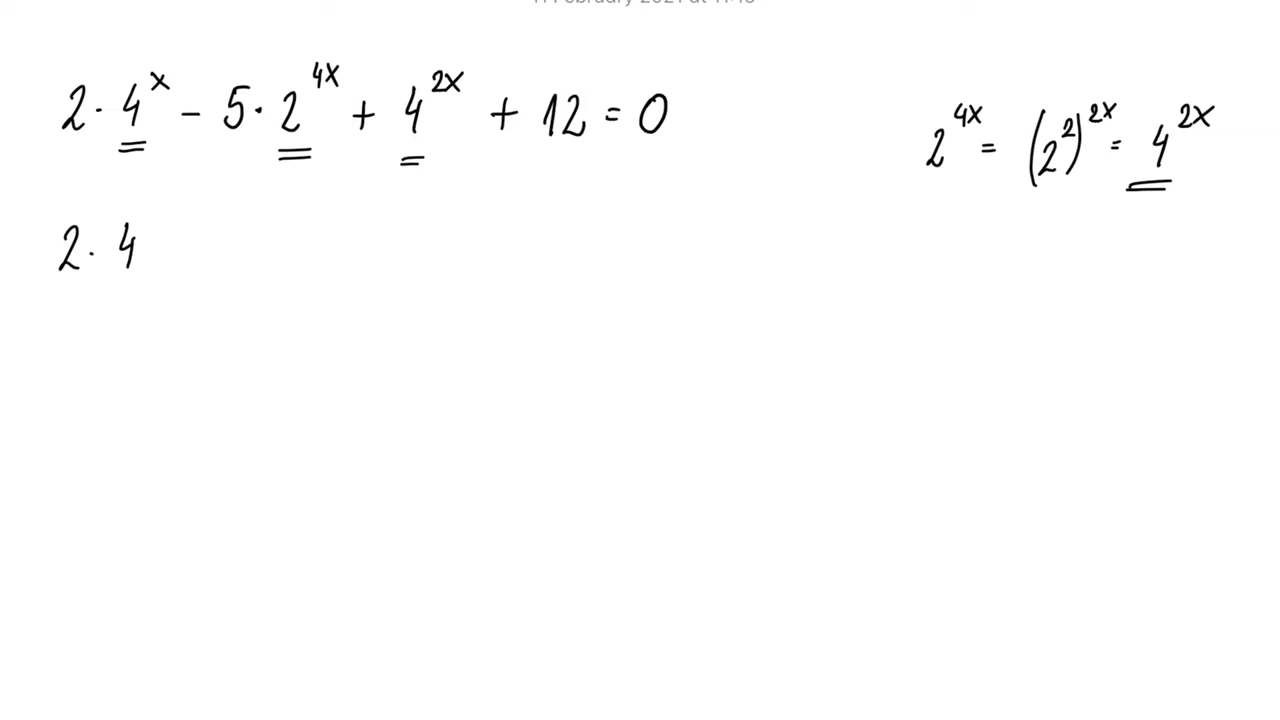 2 · 4^x − 5 · 2^{4x} + 4^{2x} + 12 = 0
2^{4x} = (2^2)^{2x} = 4^{2x}
2 · 4